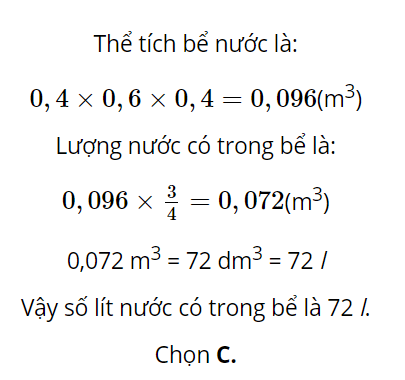 Thể tích bể nước là:
0,4 × 0,6 × 0,4 = 0,096(m³)
Lượng nước có trong bể là:
0,096 × 3/4 = 0,072(m³)
0,072 m³ = 72 dm³ = 72 l
Vậy số lít nước có trong bể là 72 l.
Chọn C.